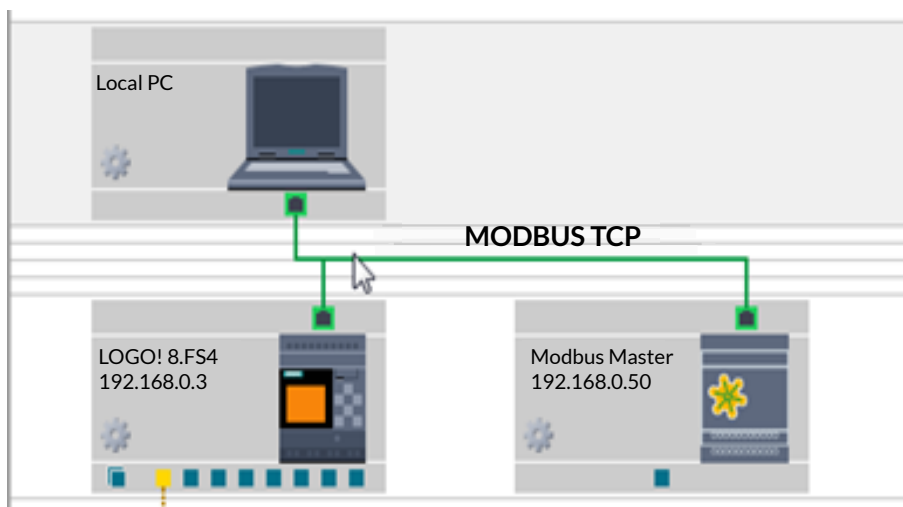 Local PC
MODBUS TCP
LOGO! 8.FS4
192.168.0.3
Modbus Master
192.168.0.50